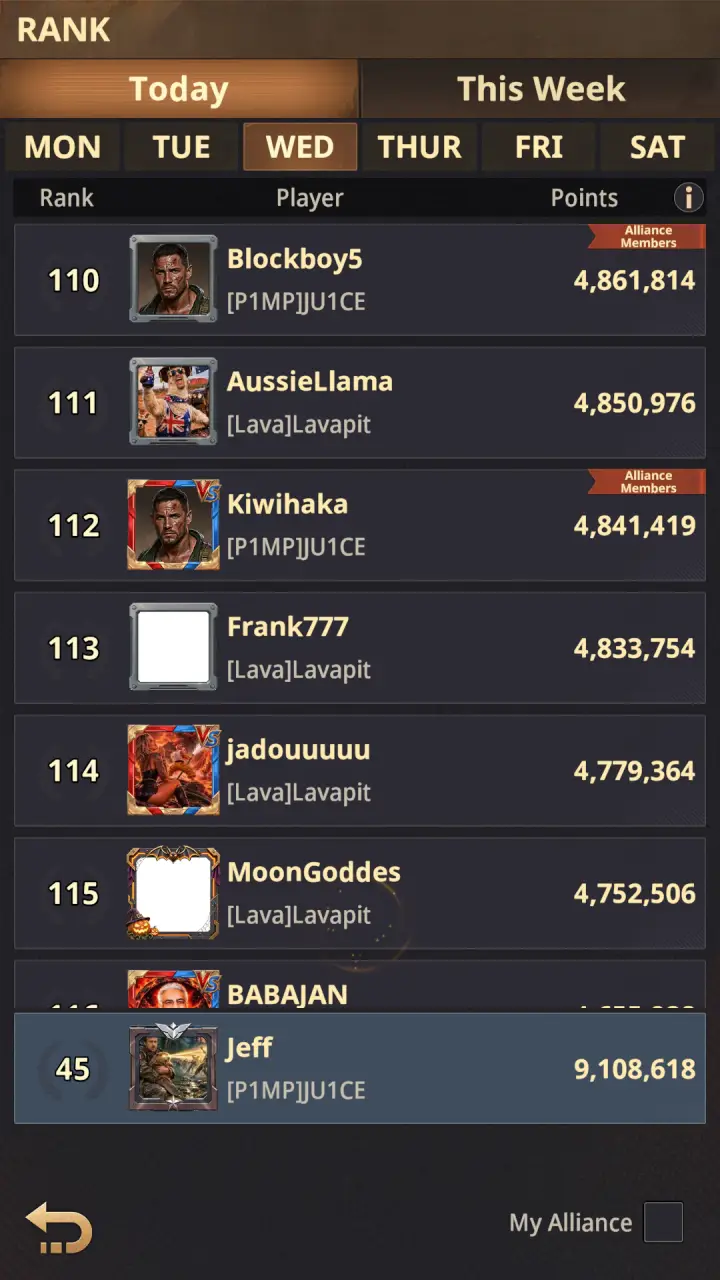 RANK
Today
This Week
MON
TUE
WED
THUR
FRI
SAT
Rank
Player
Points
Alliance
Members
110
Blockboy5
[P1MP]JU1CE
4,861,814
111
AussieLlama
[Lava]Lavapit
4,850,976
Alliance
Members
112
Kiwihaka
[P1MP]JU1CE
4,841,419
113
Frank777
[Lava]Lavapit
4,833,754
VS
114
jadouuuuu
[Lava]Lavapit
4,779,364
115
MoonGoddes
[Lava]Lavapit
4,752,506
BABAJAN
45
Jeff
[P1MP]JU1CE
9,108,618
My Alliance